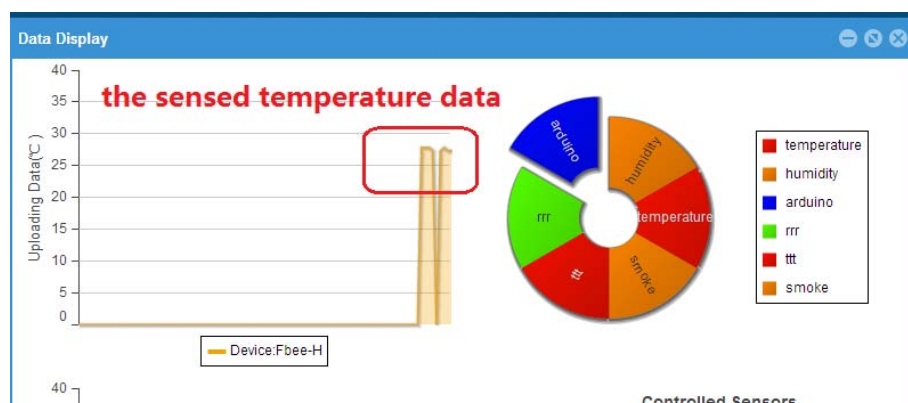 Data Display
the sensed temperature data
40
35
30
25
20
15
10
5
0
Uploading Data(℃ )
Device:Fbee-H
arduino
humidity
temperature
smoke
ttt
rrr
temperature
humidity
arduino
rrr
ttt
smoke
40
Controlled Sensors